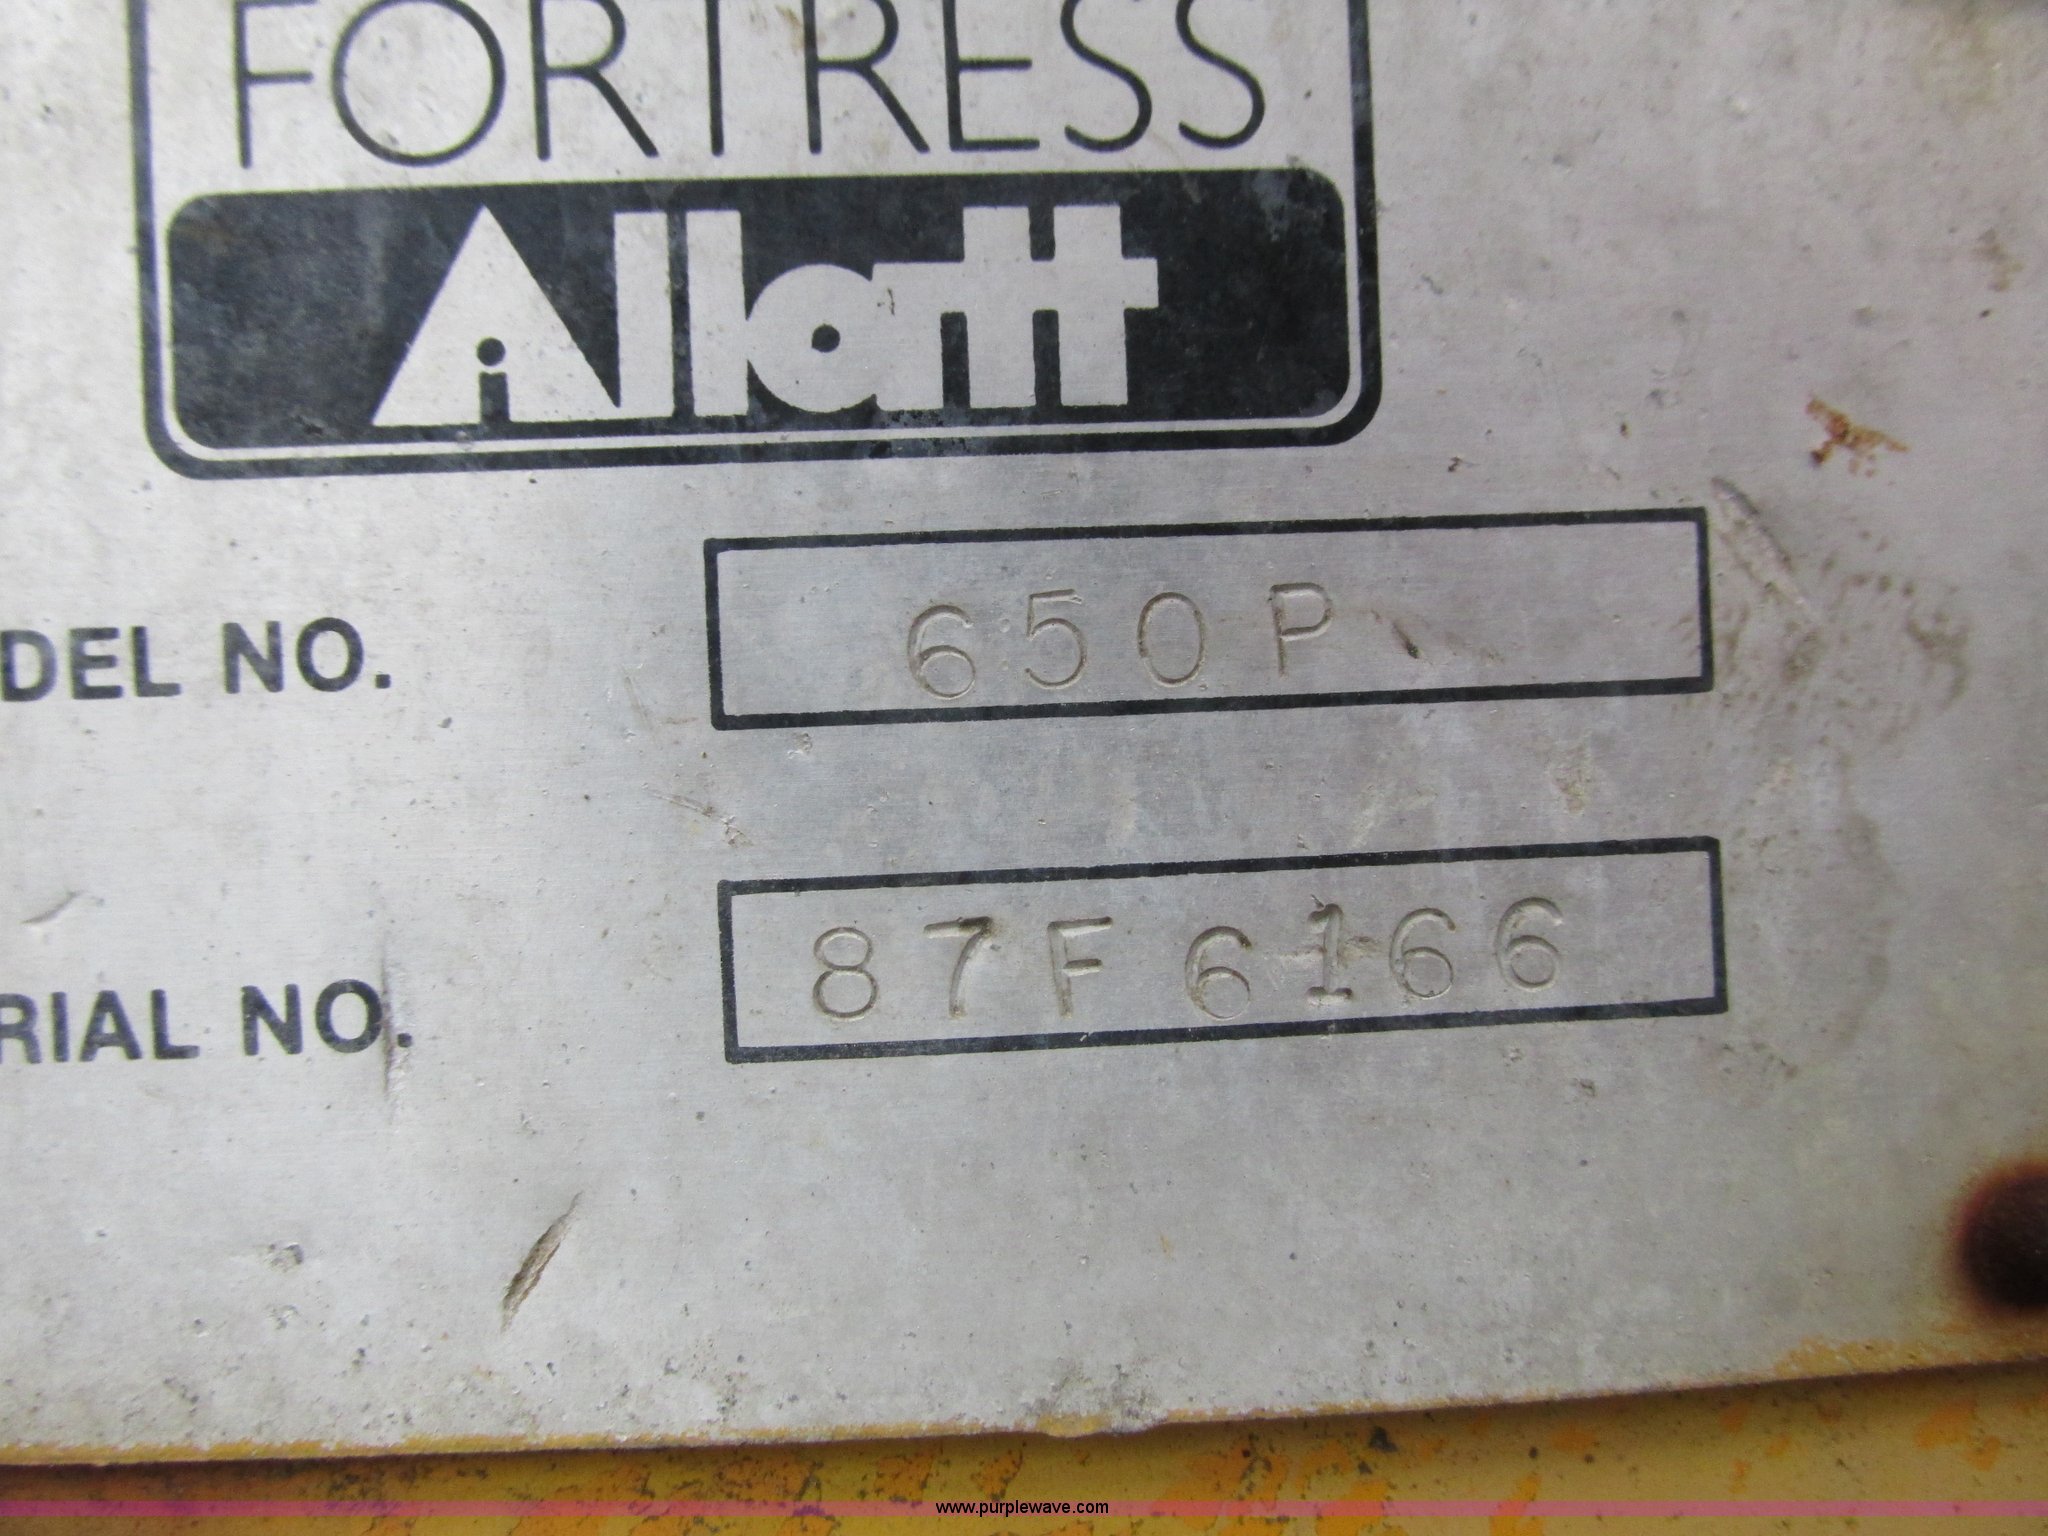 FORTRESS
Allatt
DEL NO. 650P
RIAL NO. 87F6166
www.purplewave.com